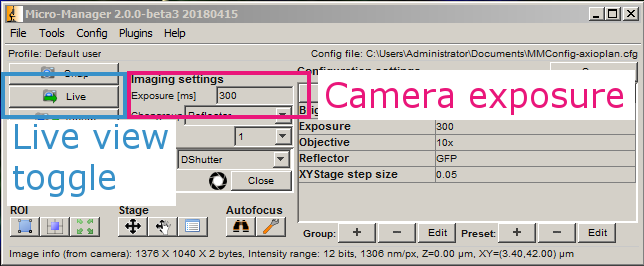 Micro-Manager 2.0.0-beta3 20180415
File Tools Config Plugins Help
Profile: Default user
Config file: C:\Users\Administrator\Documents\MMConfig-axioplan.cfg
Imaging settings
Live
Exposure [ms] 300
Camera exposure
Live view toggle
1
Exposure 300
Objective 10x
DShutter
Reflector GFP
Close
XYStage step size 0.05
ROI Stage Autofocus
Group: + - Edit Preset: + - Edit
Image info (from camera): 1376 X 1040 X 2 bytes, Intensity range: 12 bits, 1306 nm/px, Z=0.00 µm, XY=(3.40,42.00) µm